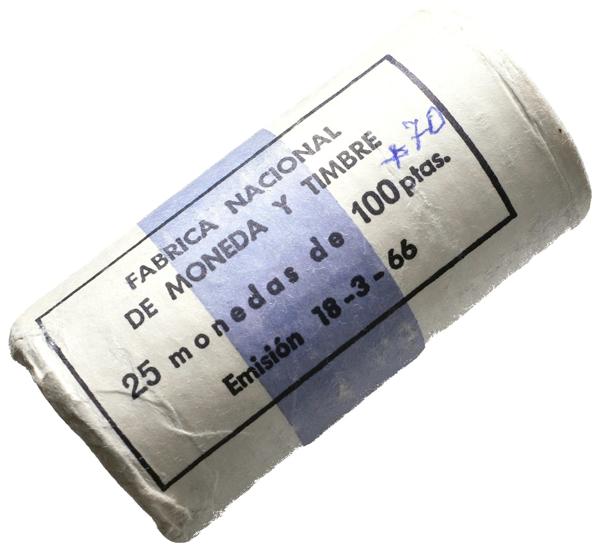 FABRICA NACIONAL
DE MONEDA Y TIMBRE
*70
25 monedas de 100 ptas.
Emisión 18-3-66